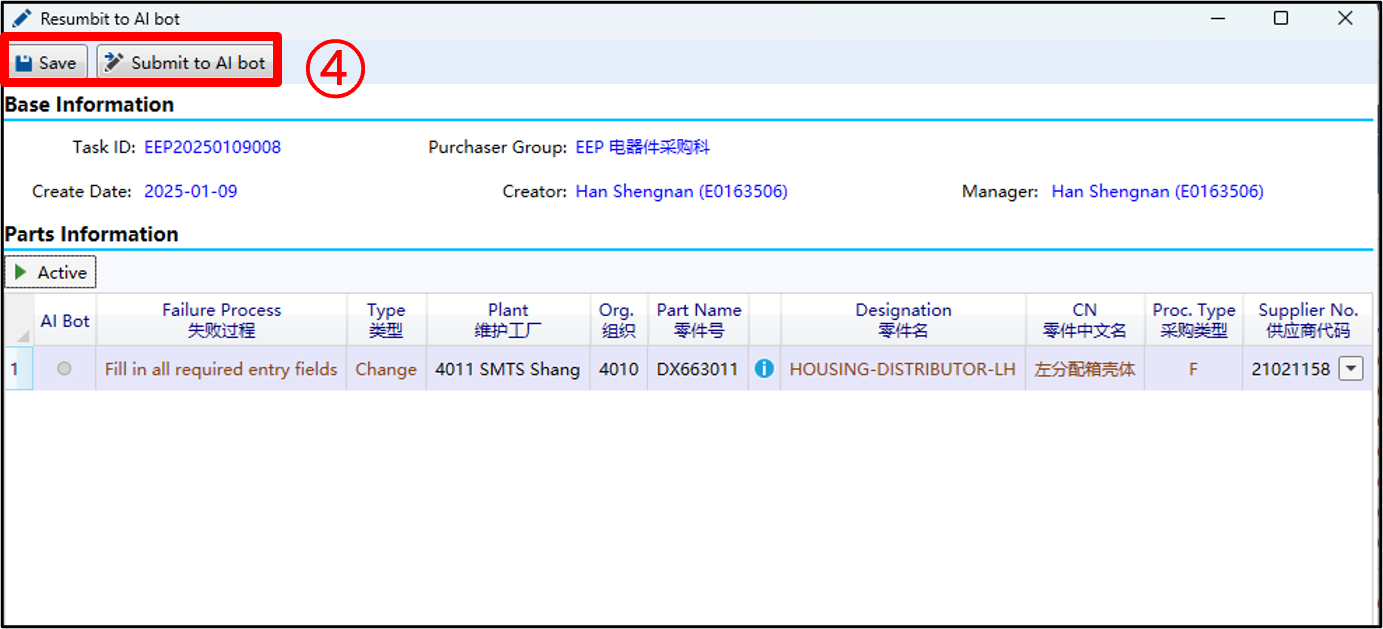 Resumbit to AI bot
Save Submit to AI bot ④
Base Information
Task ID: EEP20250109008 Purchaser Group: EEP 电器件采购科
Create Date: 2025-01-09 Creator: Han Shengnan (E0163506) Manager: Han Shengnan (E0163506)
Parts Information
Active
AI Bot Failure Process Type Plant Org. Part Name Designation CN Proc. Type Supplier No.
失败过程 类型 维护工厂 组织 零件号 零件名 零件中文名 采购类型 供应商代码
1 Fill in all required entry fields Change 4011 SMTS Shang 4010 DX663011 HOUSING-DISTRIBUTOR-LH 左分配箱壳体 F 21021158